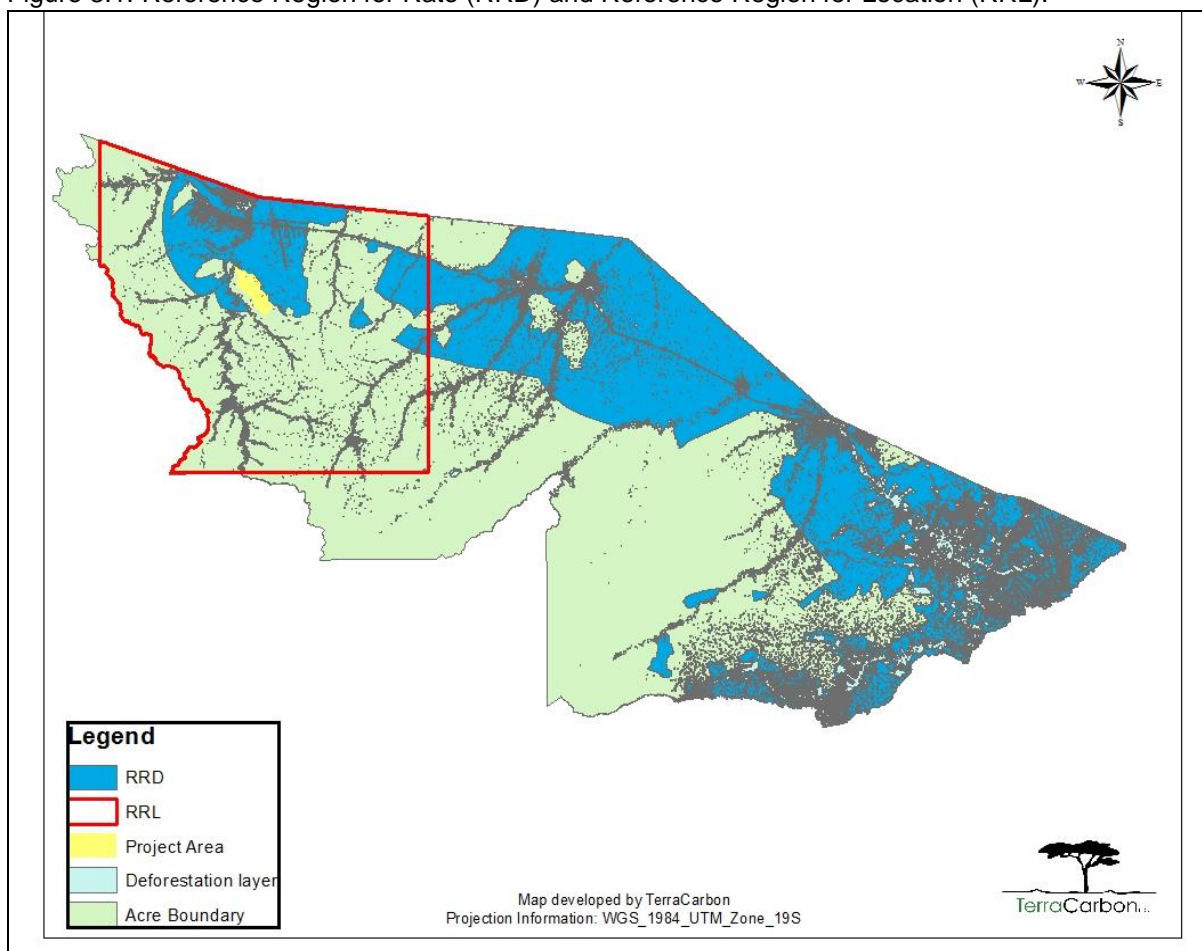 Figure 3.1: Reference Region for Rate (RRD) and Reference Region for Location (RRL).
N
W
E
S
Legend
RRD
RRL
Project Area
Deforestation layer
Acre Boundary
Map developed by TerraCarbon
Projection Information: WGS_1984_UTM_Zone_19S
TerraCarbon